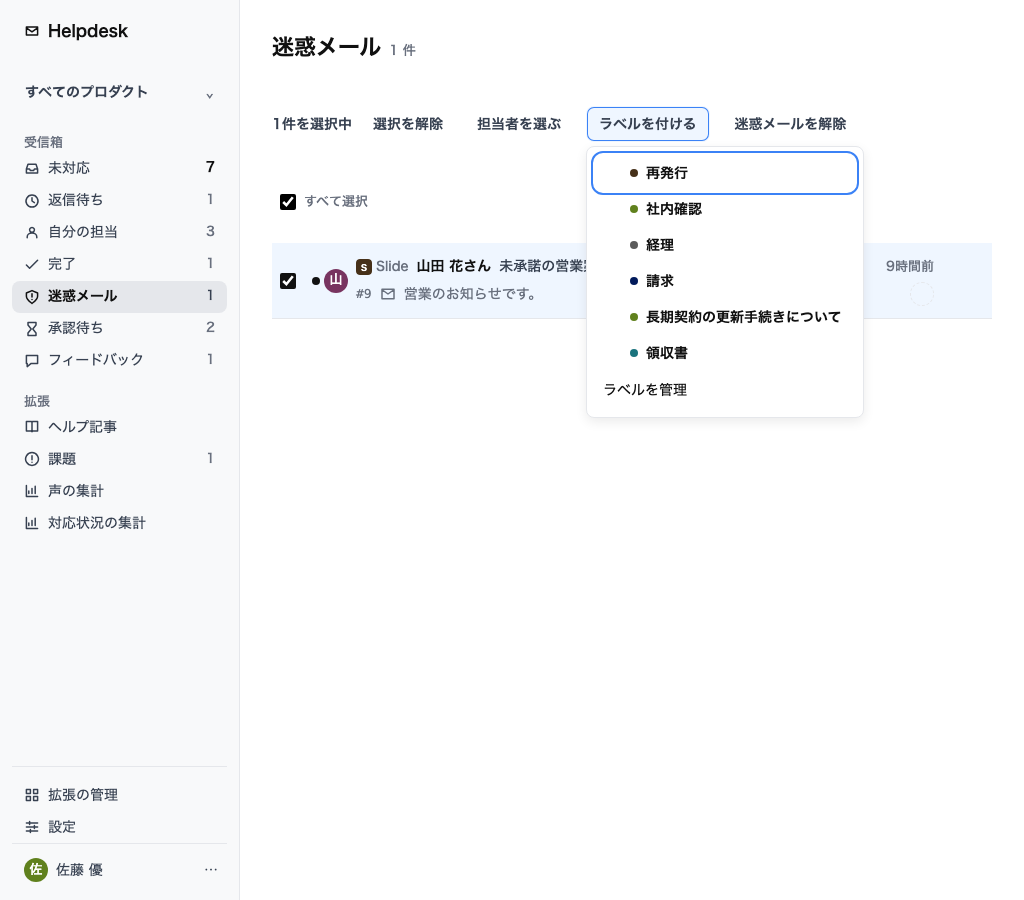 Helpdesk
すべてのプロダクト
受信箱
未対応 7
返信待ち 1
自分の担当 3
完了 1
迷惑メール 1
承認待ち 2
フィードバック 1
拡張
ヘルプ記事
課題 1
声の集計
対応状況の集計
拡張の管理
設定
佐 佐藤 優 …
迷惑メール 1 件
1件を選択中 選択を解除 担当者を選ぶ ラベルを付ける 迷惑メールを解除
すべて選択
山 S Slide 山田 花さん 未承諾の営業 9時間前
#9 営業のお知らせです。
再発行
社内確認
経理
請求
長期契約の更新手続きについて
領収書
ラベルを管理